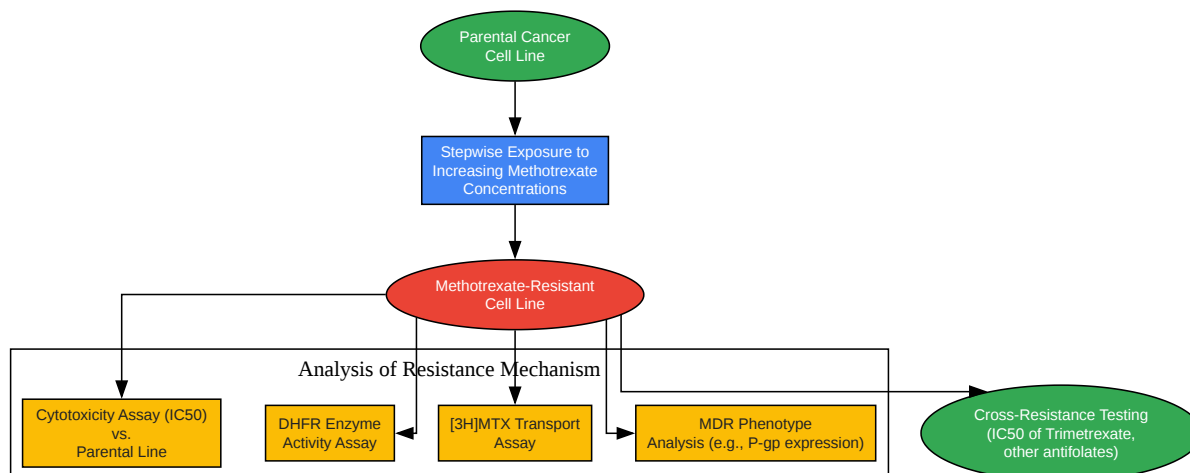 Parental Cancer
Cell Line
Stepwise Exposure to
Increasing Methotrexate
Concentrations
Methotrexate-Resistant
Cell Line
Analysis of Resistance Mechanism
Cytotoxicity Assay (IC50)
vs.
Parental Line
DHFR Enzyme
Activity Assay
[3H]MTX Transport
Assay
MDR Phenotype
Analysis (e.g., P-gp expression)
Cross-Resistance Testing
(IC50 of Trimetrexate,
other antifolates)